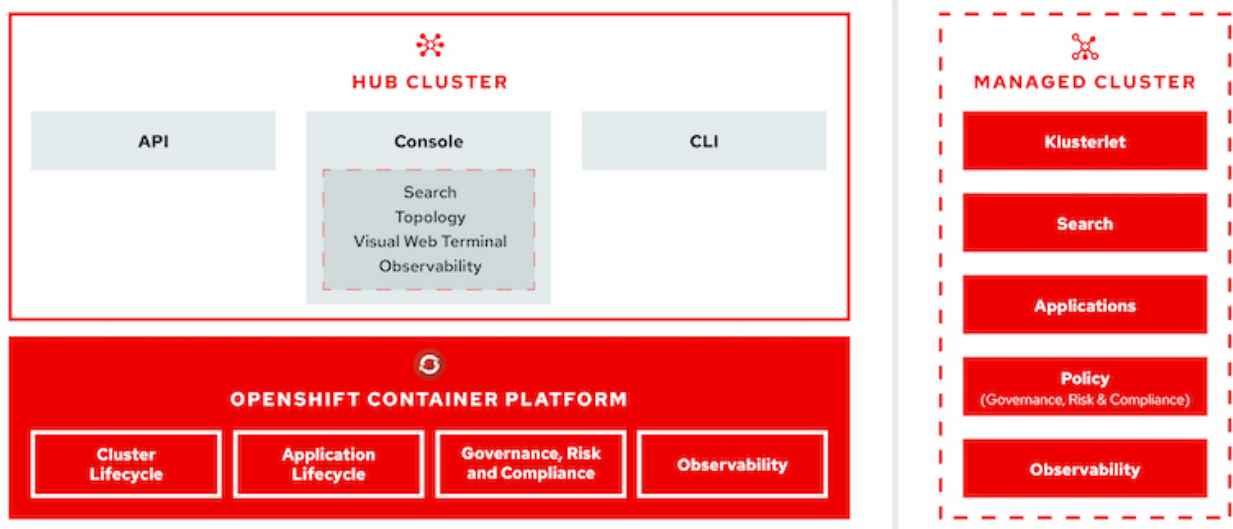 HUB CLUSTER
API
Console
CLI
Search
Topology
Visual Web Terminal
Observability
OPENSHIFT CONTAINER PLATFORM
Cluster
Lifecycle
Application
Lifecycle
Governance, Risk
and Compliance
Observability
MANAGED CLUSTER
Klusterlet
Search
Applications
Policy
(Governance, Risk & Compliance)
Observability